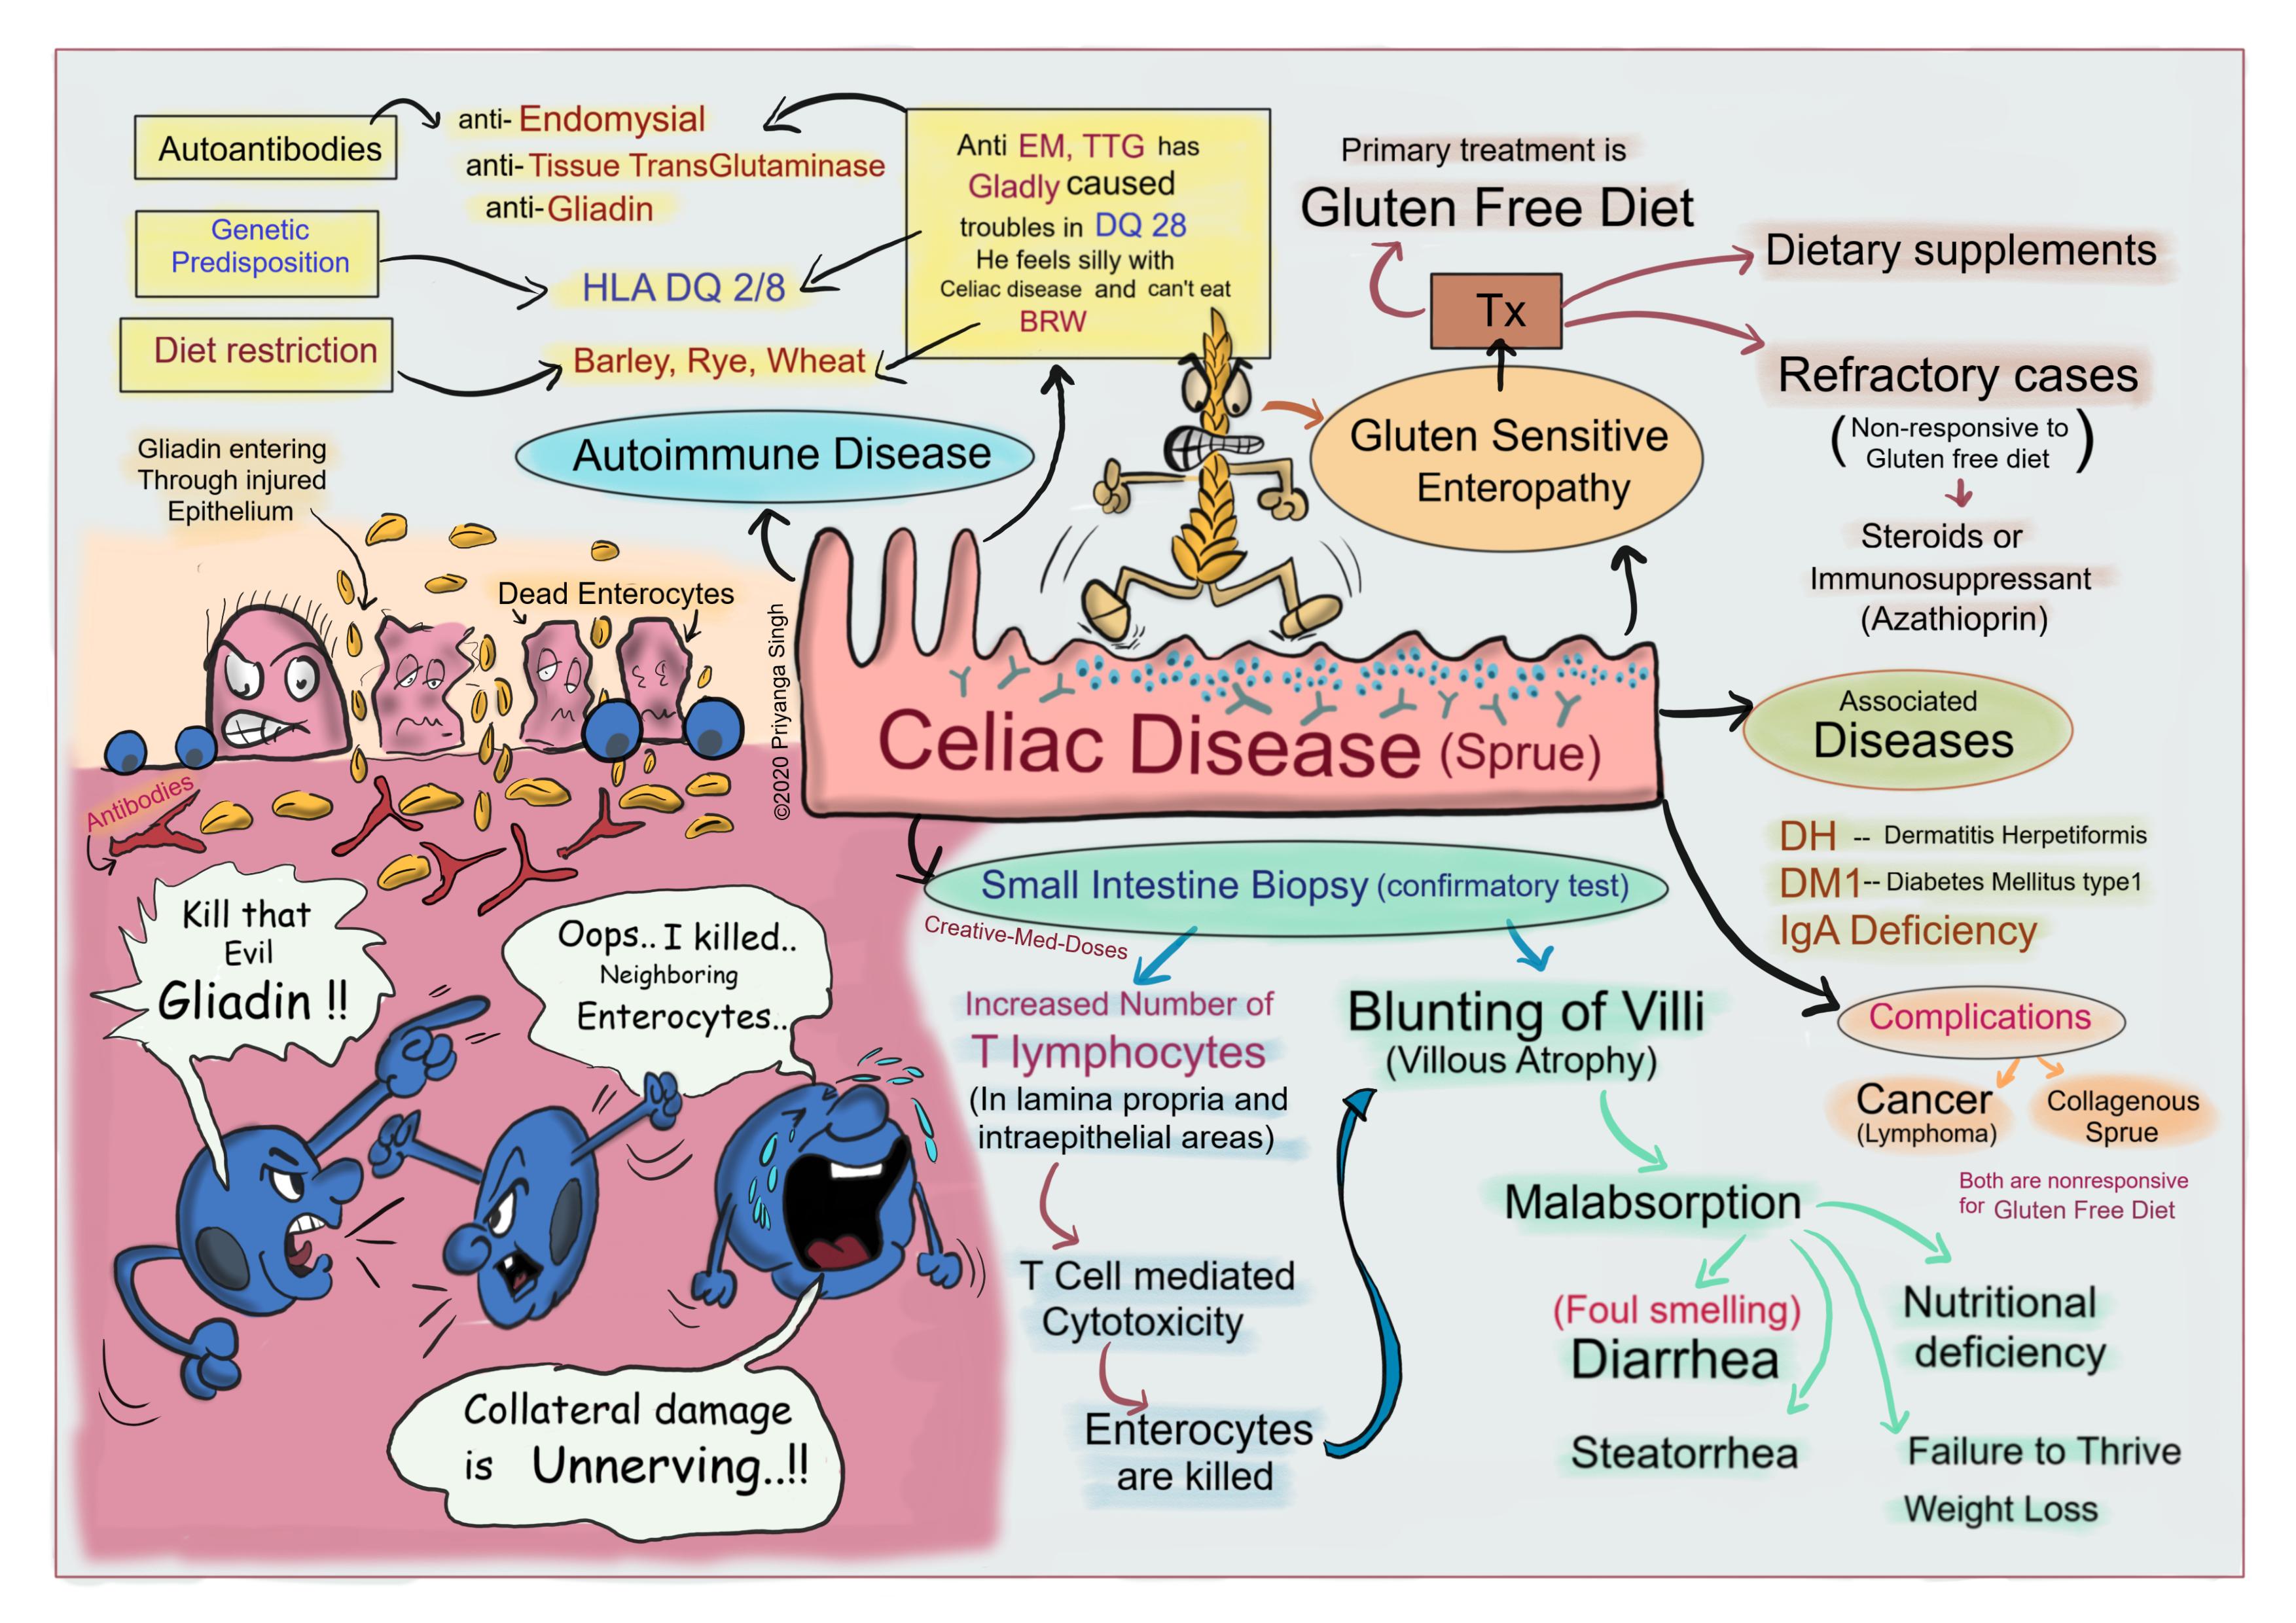 Autoantibodies
anti- Endomysial
anti- Tissue TransGlutaminase
anti- Gliadin
Genetic
Predisposition
HLA DQ 2/8
Diet restriction
Barley, Rye, Wheat
Anti EM, TTG has
Gladly caused
troubles in DQ 28
He feels silly with
Celiac disease and can't eat
BRW
Primary treatment is
Gluten Free Diet
Tx
Dietary supplements
Refractory cases
(Non-responsive to
Gluten free diet)
Steroids or
Immunosuppressant
(Azathioprin)
Gluten Sensitive
Enteropathy
Autoimmune Disease
Gliadin entering
Through injured
Epithelium
Dead Enterocytes
Antibodies
©2020 Priyanga Singh
Celiac Disease (Sprue)
Associated
Diseases
DH -- Dermatitis Herpetiformis
DM1-- Diabetes Mellitus type1
IgA Deficiency
Small Intestine Biopsy (confirmatory test)
Creative-Med-Doses
Kill that
Evil
Gliadin !!
Oops.. I killed..
Neighboring
Enterocytes..
Collateral damage
is Unnerving..!!
Increased Number of
T lymphocytes
(In lamina propria and
intraepithelial areas)
T Cell mediated
Cytotoxicity
Enterocytes
are killed
Blunting of Villi
(Villous Atrophy)
Malabsorption
(Foul smelling)
Diarrhea
Steatorrhea
Nutritional
deficiency
Failure to Thrive
Weight Loss
Complications
Cancer
(Lymphoma)
Collagenous
Sprue
Both are nonresponsive
for Gluten Free Diet